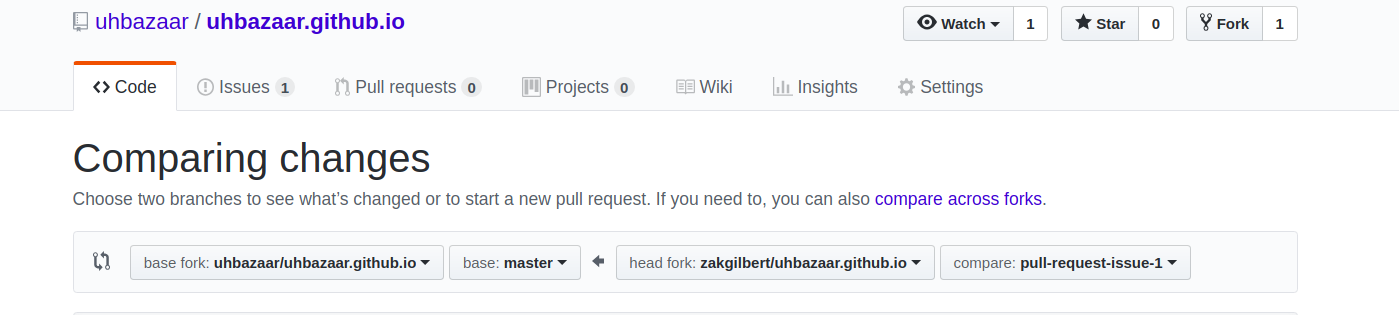 uhbazaar / uhbazaar.github.io Watch 1 Star 0 Fork 1
Code Issues 1 Pull requests 0 Projects 0 Wiki Insights Settings
Comparing changes
Choose two branches to see what’s changed or to start a new pull request. If you need to, you can also compare across forks.
base fork: uhbazaar/uhbazaar.github.io base: master head fork: zakgilbert/uhbazaar.github.io compare: pull-request-issue-1